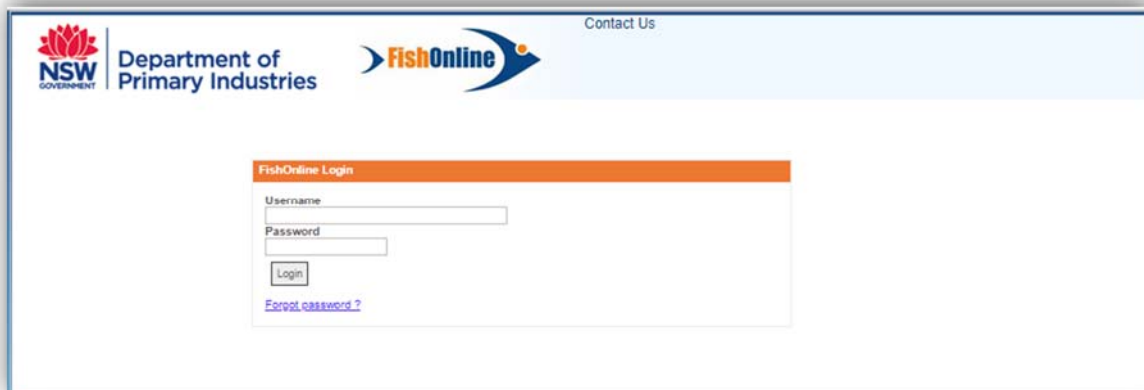 Contact Us
NSW
GOVERNMENT
Department of
Primary Industries
FishOnline
FishOnline Login
Username
Password
Login
Forgot password ?